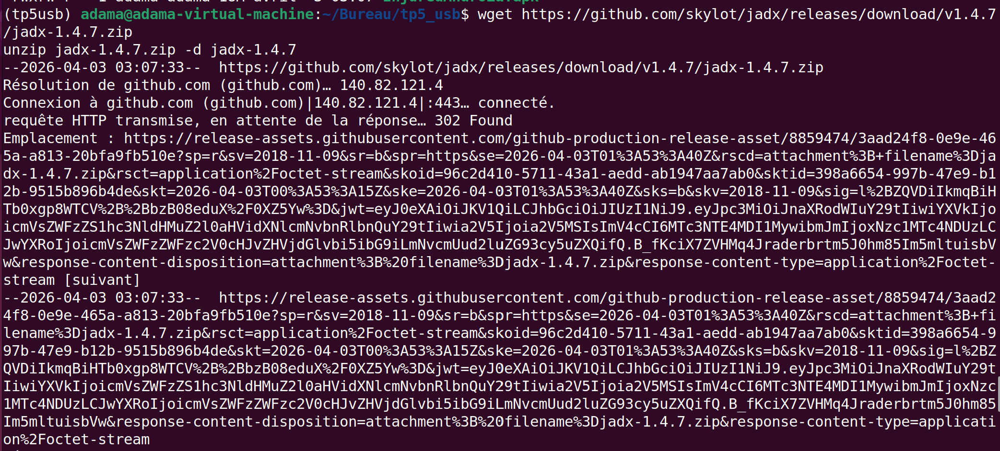 (tp5usb) adama@adama-virtual-machine:~/Bureau/tp5_usb$ wget https://github.com/skylot/jadx/releases/download/v1.4.7
/jadx-1.4.7.zip
unzip jadx-1.4.7.zip -d jadx-1.4.7
--2026-04-03 03:07:33--  https://github.com/skylot/jadx/releases/download/v1.4.7/jadx-1.4.7.zip
Résolution de github.com (github.com)… 140.82.121.4
Connexion à github.com (github.com)|140.82.121.4|:443… connecté.
requête HTTP transmise, en attente de la réponse… 302 Found
Emplacement : https://release-assets.githubusercontent.com/github-production-release-asset/8859474/3aad24f8-0e9e-46
5a-a813-20bfa9fb510e?sp=r&sv=2018-11-09&sr=b&spr=https&se=2026-04-03T01%3A53%3A40Z&rscd=attachment%3B+filename%3Dja
dx-1.4.7.zip&rsct=application%2Foctet-stream&skoid=96c2d410-5711-43a1-aedd-ab1947aa7ab0&sktid=398a6654-997b-47e9-b1
2b-9515b896b4de&skt=2026-04-03T00%3A53%3A15Z&ske=2026-04-03T01%3A53%3A40Z&sks=b&skv=2018-11-09&sig=l%2BZQVDiIkmqBiH
Tb0xgp8WTCV%2B%2BbzB08eduX%2F0XZ5Yw%3D&jwt=eyJ0eXAiOiJKV1QiLCJhbGciOiJIUzI1NiJ9.eyJpc3MiOiJnaXRodWIuY29tIiwiYXVkIjo
icmVsZWFzZS1hc3NldHMuZ2l0aHVidXNlcmNvbnRlbnQuY29tIiwia2V5Ijoia2V5MSIsImV4cCI6MTc3NTE4MDI1MywibmJmIjoxNzc1MTc4NDUzLC
JwYXRoIjoicmVsZWFzZWFzc2V0cHJvZHVjdGlvbi5ibG9iLmNvcmUud2luZG93cy5uZXQifQ.B_fKciX7ZVHMq4Jraderbrtm5J0hm85Im5mltuisbV
w&response-content-disposition=attachment%3B%20filename%3Djadx-1.4.7.zip&response-content-type=application%2Foctet-
stream [suivant]
--2026-04-03 03:07:33--  https://release-assets.githubusercontent.com/github-production-release-asset/8859474/3aad2
4f8-0e9e-465a-a813-20bfa9fb510e?sp=r&sv=2018-11-09&sr=b&spr=https&se=2026-04-03T01%3A53%3A40Z&rscd=attachment%3B+fi
lename%3Djadx-1.4.7.zip&rsct=application%2Foctet-stream&skoid=96c2d410-5711-43a1-aedd-ab1947aa7ab0&sktid=398a6654-9
97b-47e9-b12b-9515b896b4de&skt=2026-04-03T00%3A53%3A15Z&ske=2026-04-03T01%3A53%3A40Z&sks=b&skv=2018-11-09&sig=l%2BZ
QVDiIkmqBiHTb0xgp8WTCV%2B%2BbzB08eduX%2F0XZ5Yw%3D&jwt=eyJ0eXAiOiJKV1QiLCJhbGciOiJIUzI1NiJ9.eyJpc3MiOiJnaXRodWIuY29t
IiwiYXVkIjoicmVsZWFzZS1hc3NldHMuZ2l0aHVidXNlcmNvbnRlbnQuY29tIiwia2V5Ijoia2V5MSIsImV4cCI6MTc3NTE4MDI1MywibmJmIjoxNzc
1MTc4NDUzLCJwYXRoIjoicmVsZWFzZWFzc2V0cHJvZHVjdGlvbi5ibG9iLmNvcmUud2luZG93cy5uZXQifQ.B_fKciX7ZVHMq4Jraderbrtm5J0hm85
Im5mltuisbVw&response-content-disposition=attachment%3B%20filename%3Djadx-1.4.7.zip&response-content-type=applicati
on%2Foctet-stream